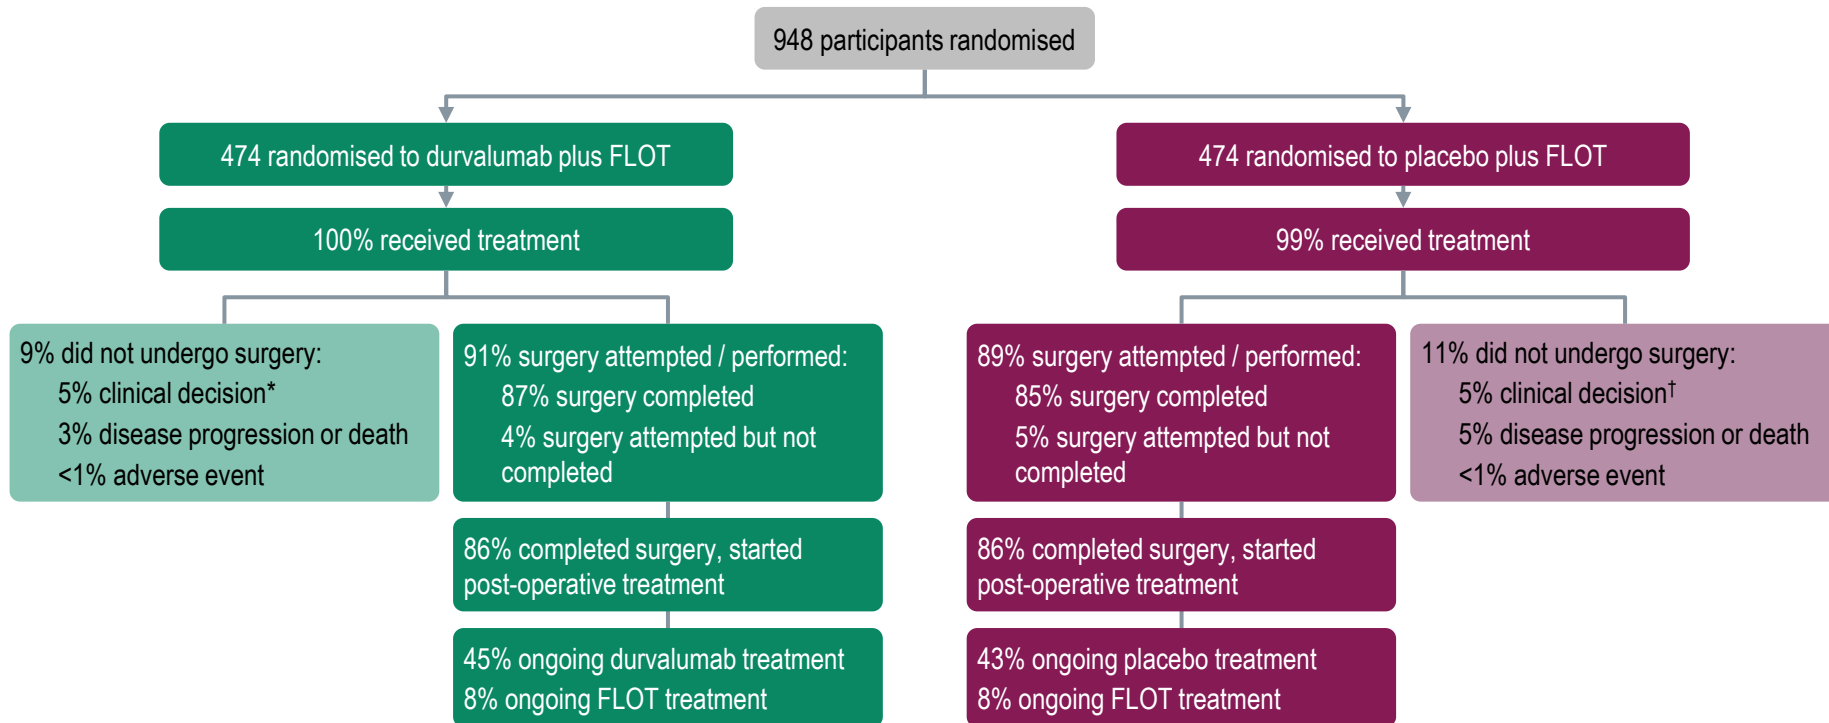 948 participants randomised
474 randomised to durvalumab plus FLOT
474 randomised to placebo plus FLOT
100% received treatment
99% received treatment
9% did not undergo surgery:
5% clinical decision*
3% disease progression or death
<1% adverse event
91% surgery attempted / performed:
87% surgery completed
4% surgery attempted but not
completed
89% surgery attempted / performed:
85% surgery completed
5% surgery attempted but not
completed
11% did not undergo surgery:
5% clinical decision†
5% disease progression or death
<1% adverse event
86% completed surgery, started
post-operative treatment
86% completed surgery, started
post-operative treatment
45% ongoing durvalumab treatment
8% ongoing FLOT treatment
43% ongoing placebo treatment
8% ongoing FLOT treatment